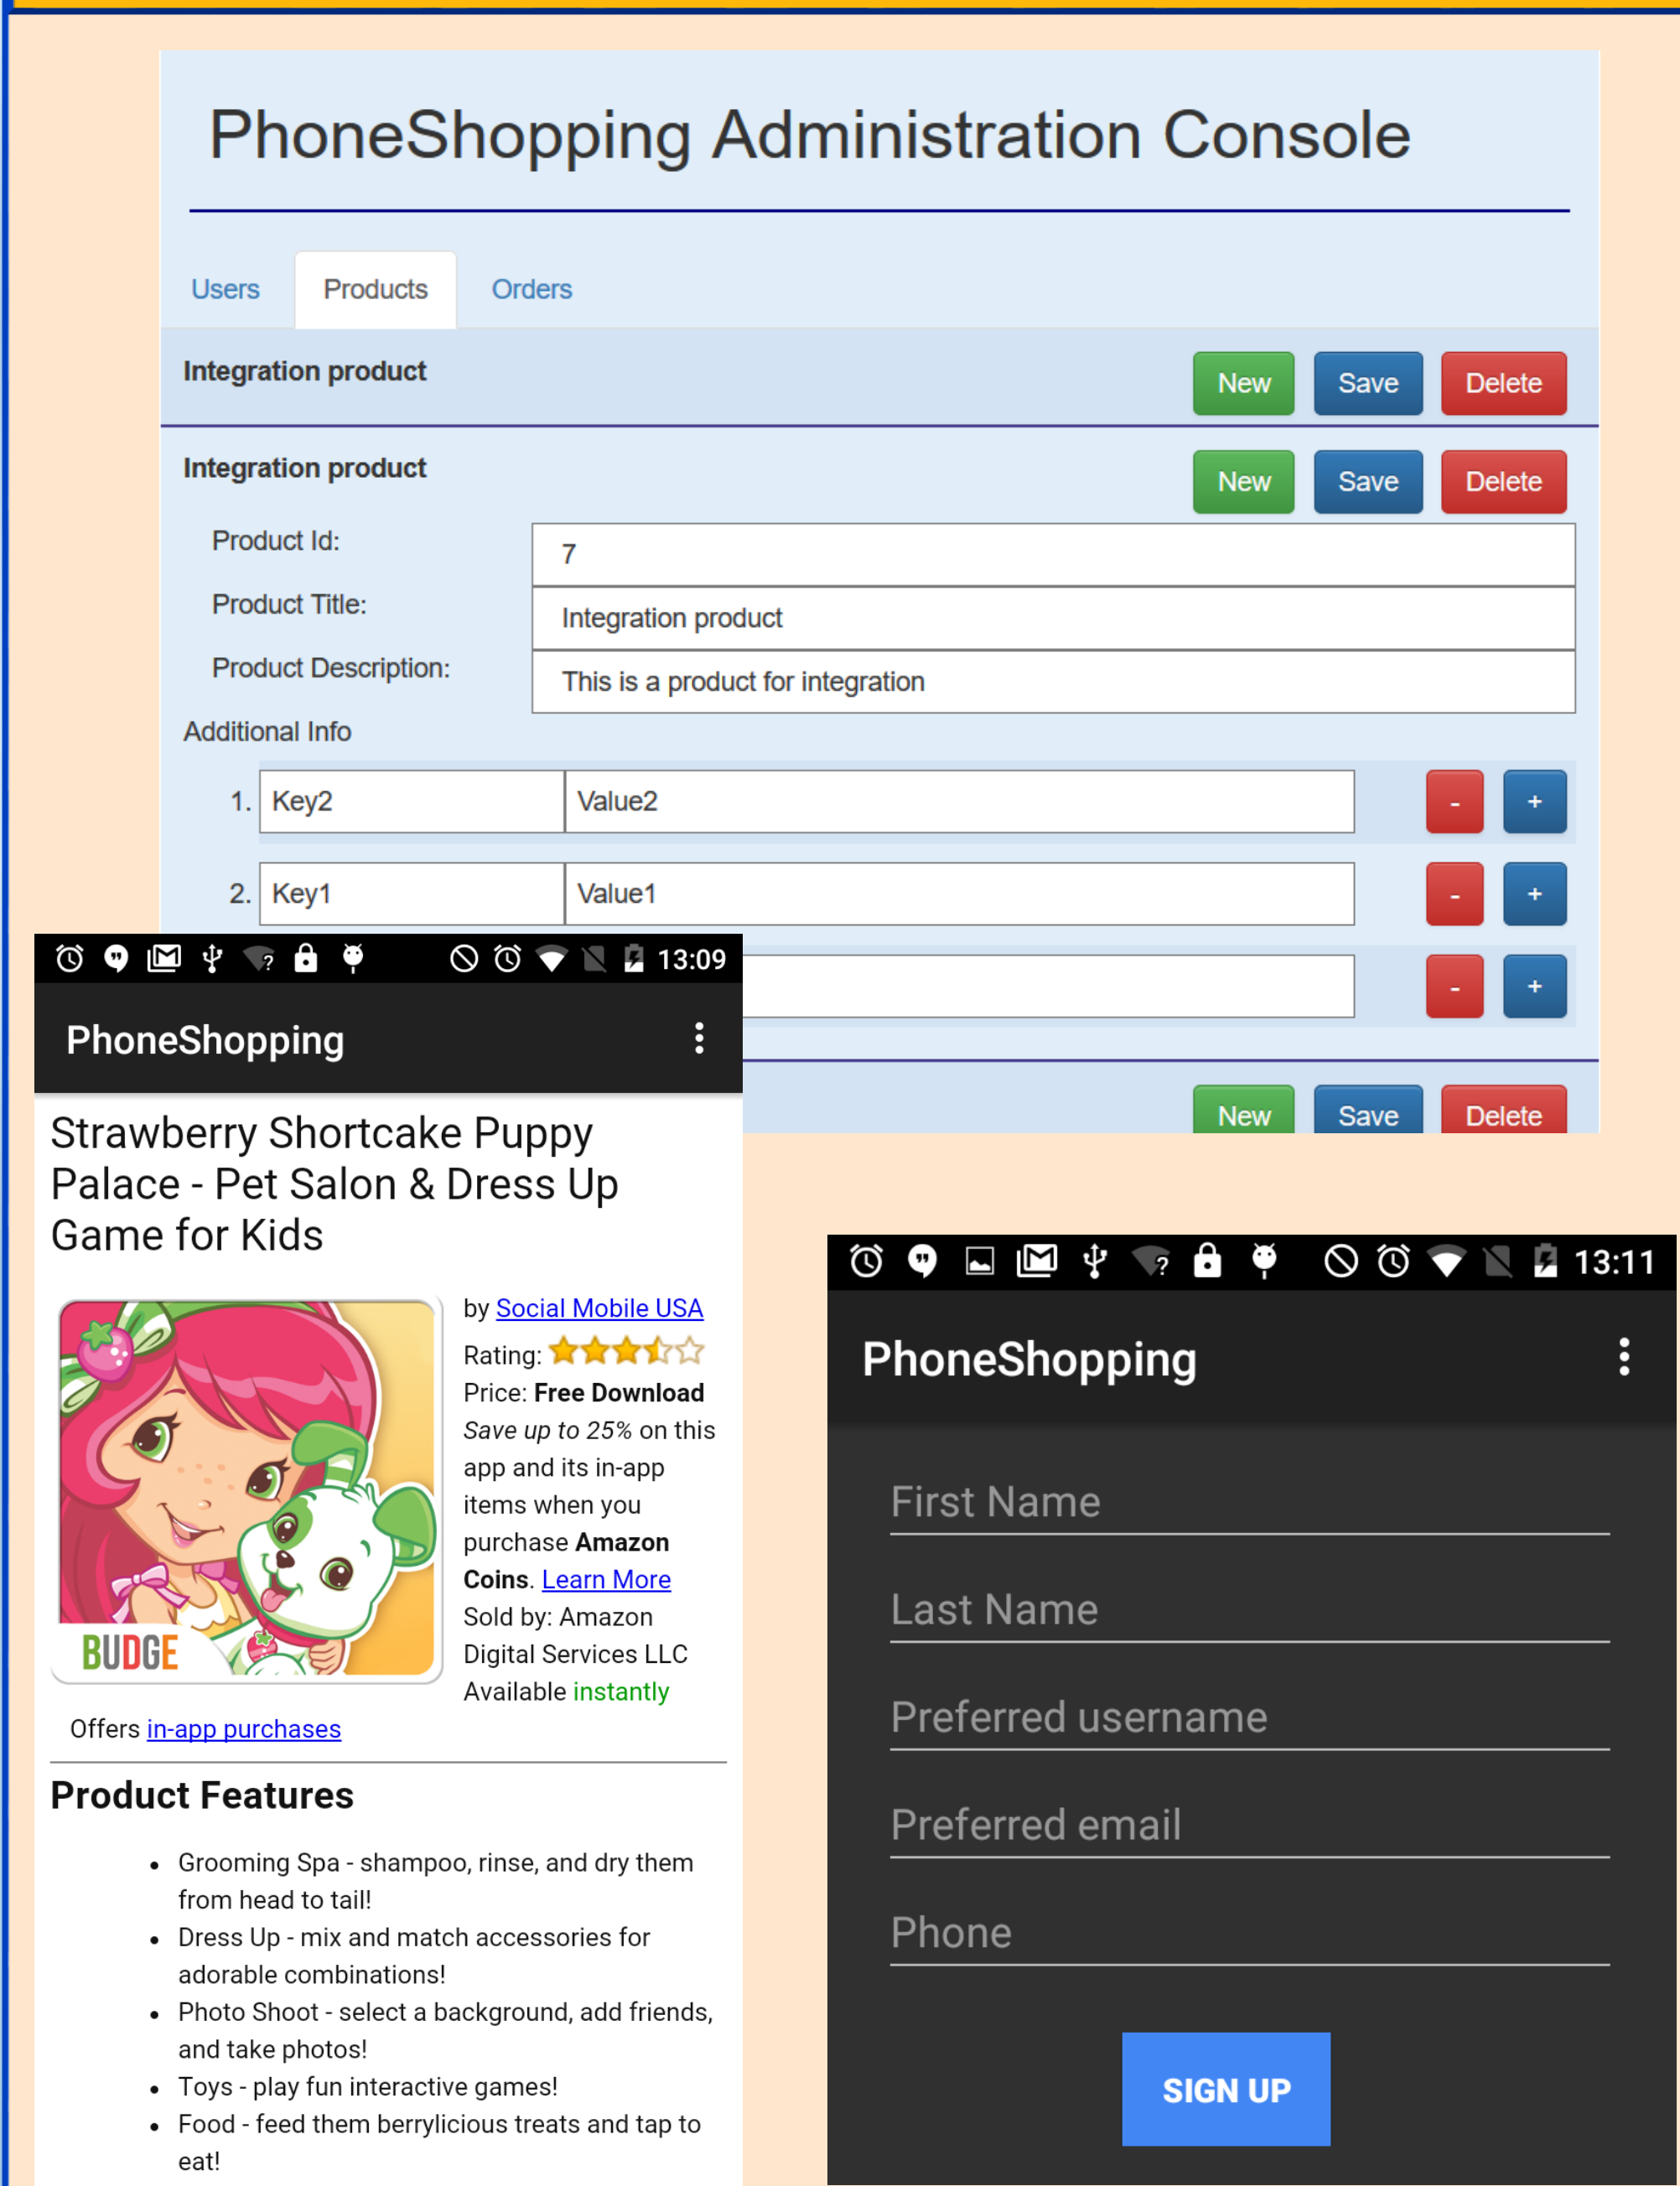 PhoneShopping Administration Console
Users Products Orders
Integration product New Save Delete
Integration product New Save Delete
Product Id: 7
Product Title: Integration product
Product Description: This is a product for integration
Additional Info
1. Key2 Value2 - +
2. Key1 Value1 - +
- +
New Save Delete
13:09
PhoneShopping
Strawberry Shortcake Puppy
Palace - Pet Salon & Dress Up
Game for Kids
BUDGE
by Social Mobile USA
Rating:
Price: Free Download
Save up to 25% on this
app and its in-app
items when you
purchase Amazon
Coins. Learn More
Sold by: Amazon
Digital Services LLC
Available instantly
Offers in-app purchases
Product Features
• Grooming Spa - shampoo, rinse, and dry them
from head to tail!
• Dress Up - mix and match accessories for
adorable combinations!
• Photo Shoot - select a background, add friends,
and take photos!
• Toys - play fun interactive games!
• Food - feed them berrylicious treats and tap to
eat!
13:11
PhoneShopping
First Name
Last Name
Preferred username
Preferred email
Phone
SIGN UP